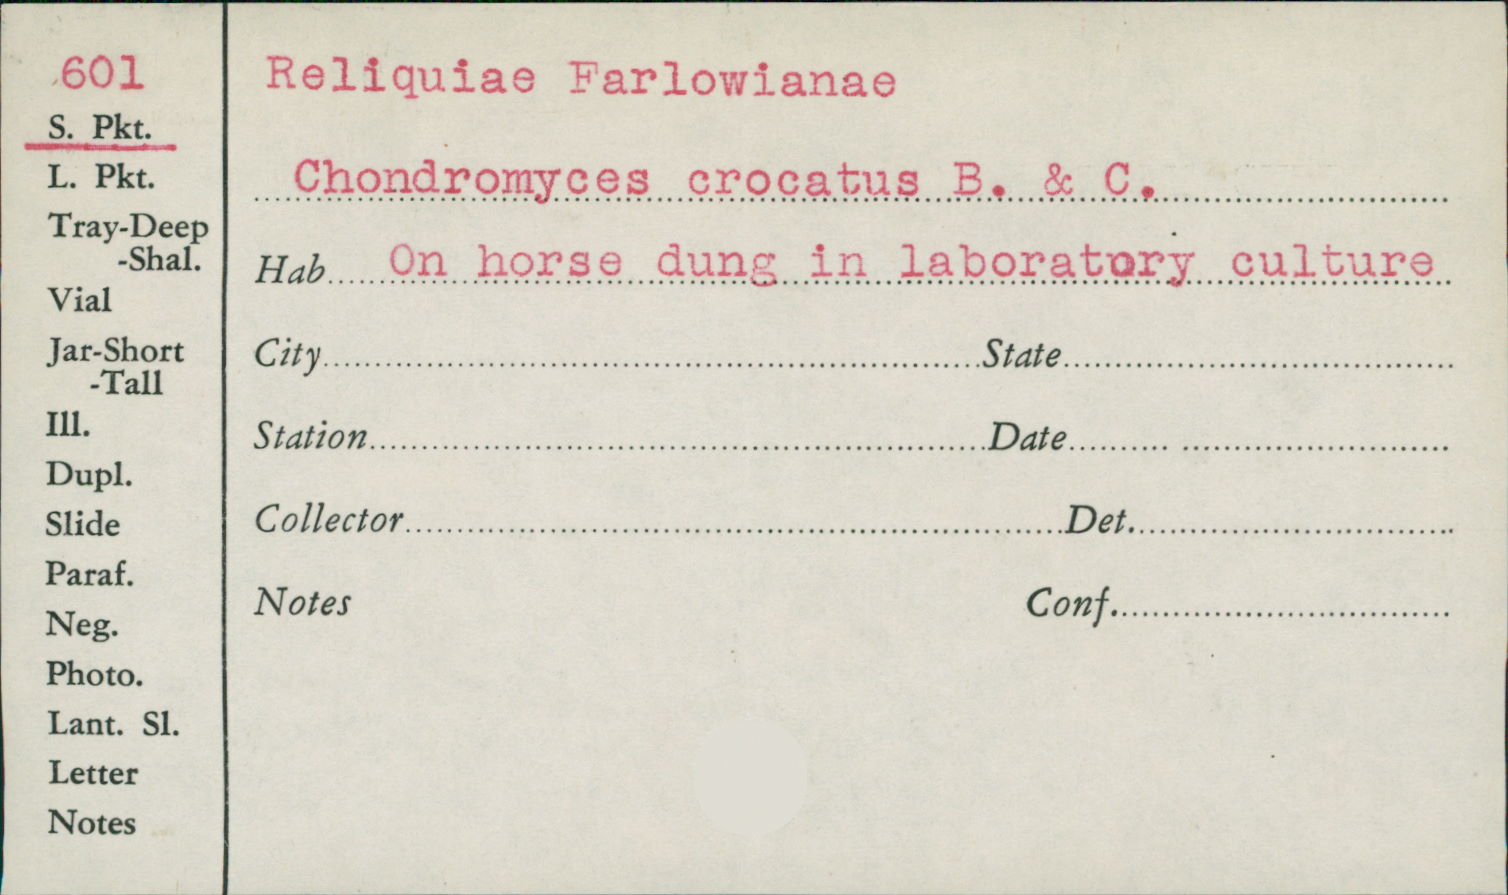 601
S. Pkt.
L. Pkt.
Tray-Deep
-Shal.
Vial
Jar-Short
-Tall
Ill.
Dupl.
Slide
Paraf.
Neg.
Photo.
Lant. Sl.
Letter
Notes
Reliquiae Farlowianae
Chondromyces crocatus B. & C.
Hab. On horse dung in laboratory culture
City State
Station Date
Collector Det.
Notes Conf.